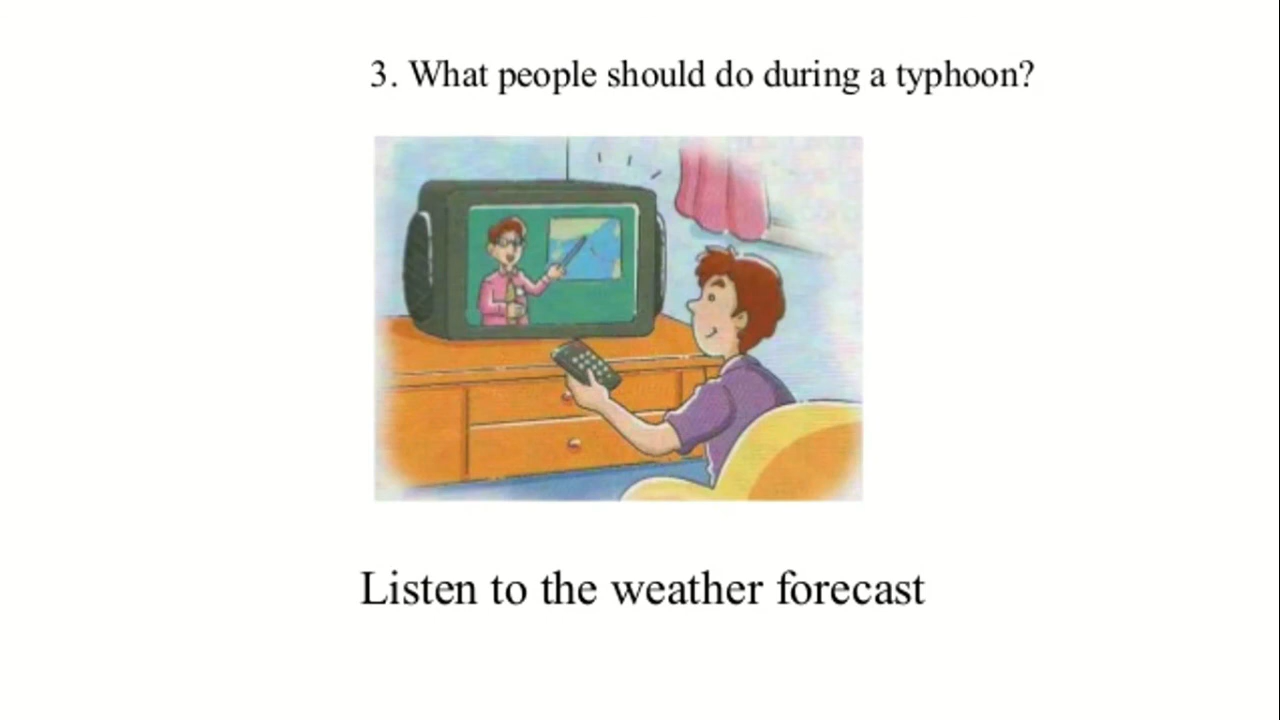 3. What people should do during a typhoon?
Listen to the weather forecast